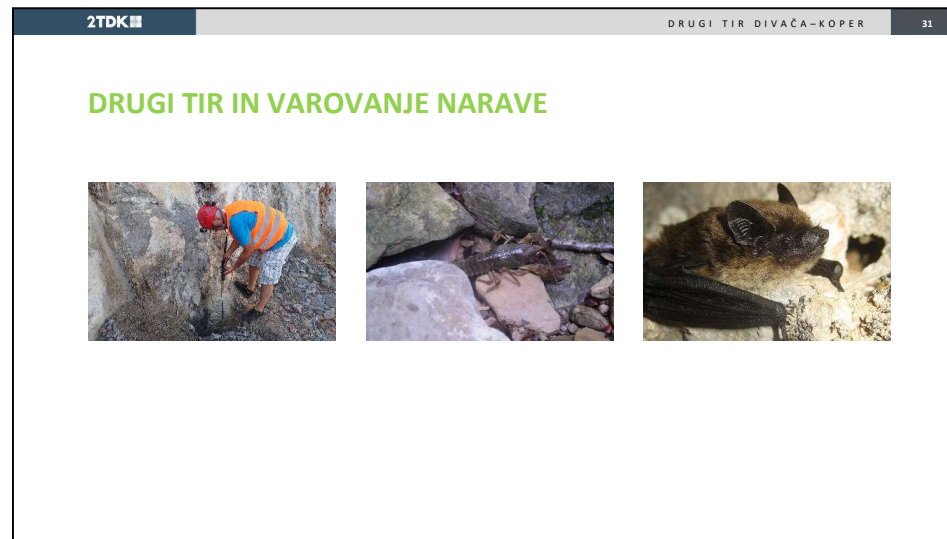 2TDK
DRUGI TIR DIVAČA–KOPER
31
DRUGI TIR IN VAROVANJE NARAVE